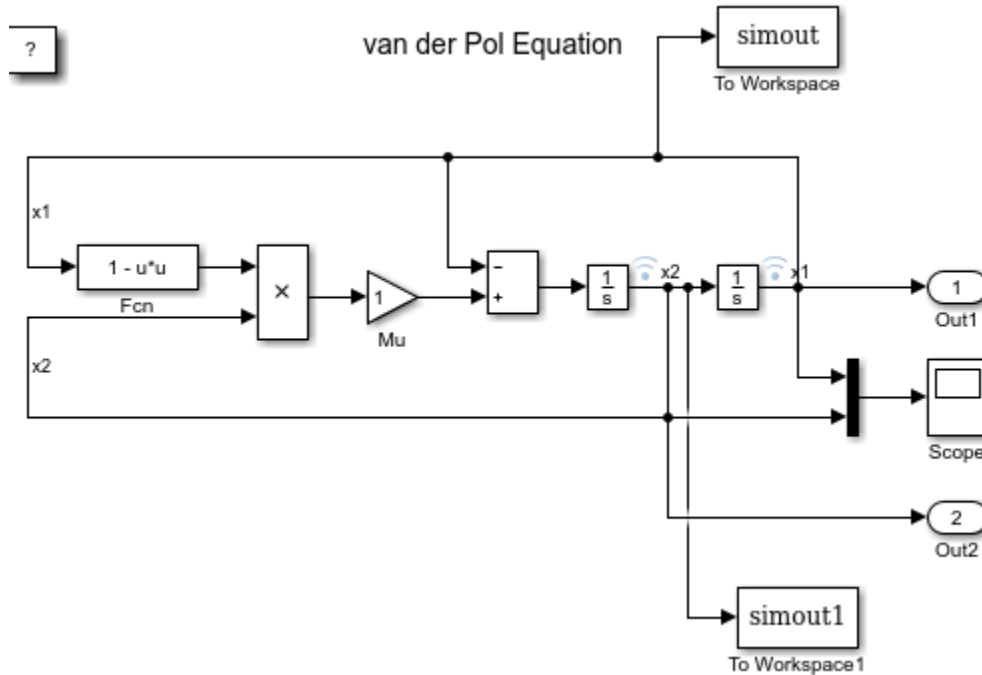 ?
van der Pol Equation
simout
To Workspace
x1
1 - u*u
Fcn
×
1
Mu
−
+
1
s
x2
1
s
x1
1
Out1
x2
Scope
2
Out2
simout1
To Workspace1